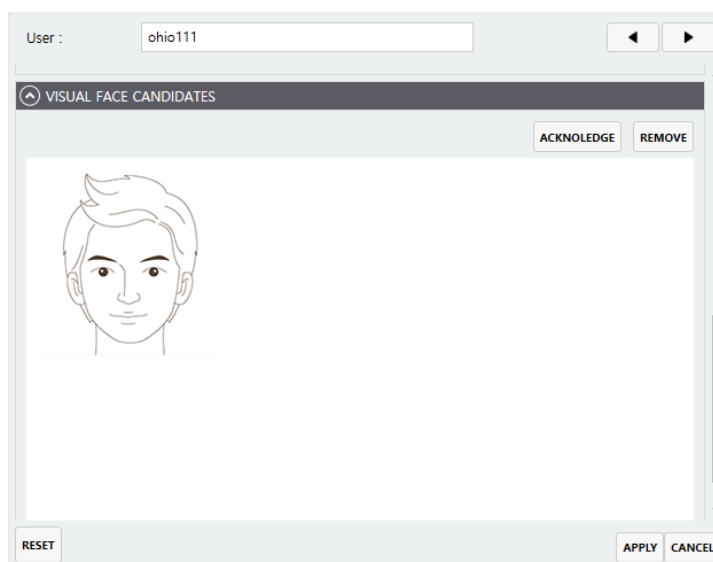 User : ohio111
VISUAL FACE CANDIDATES
ACKNOLEDGE REMOVE
RESET APPLY CANCEL